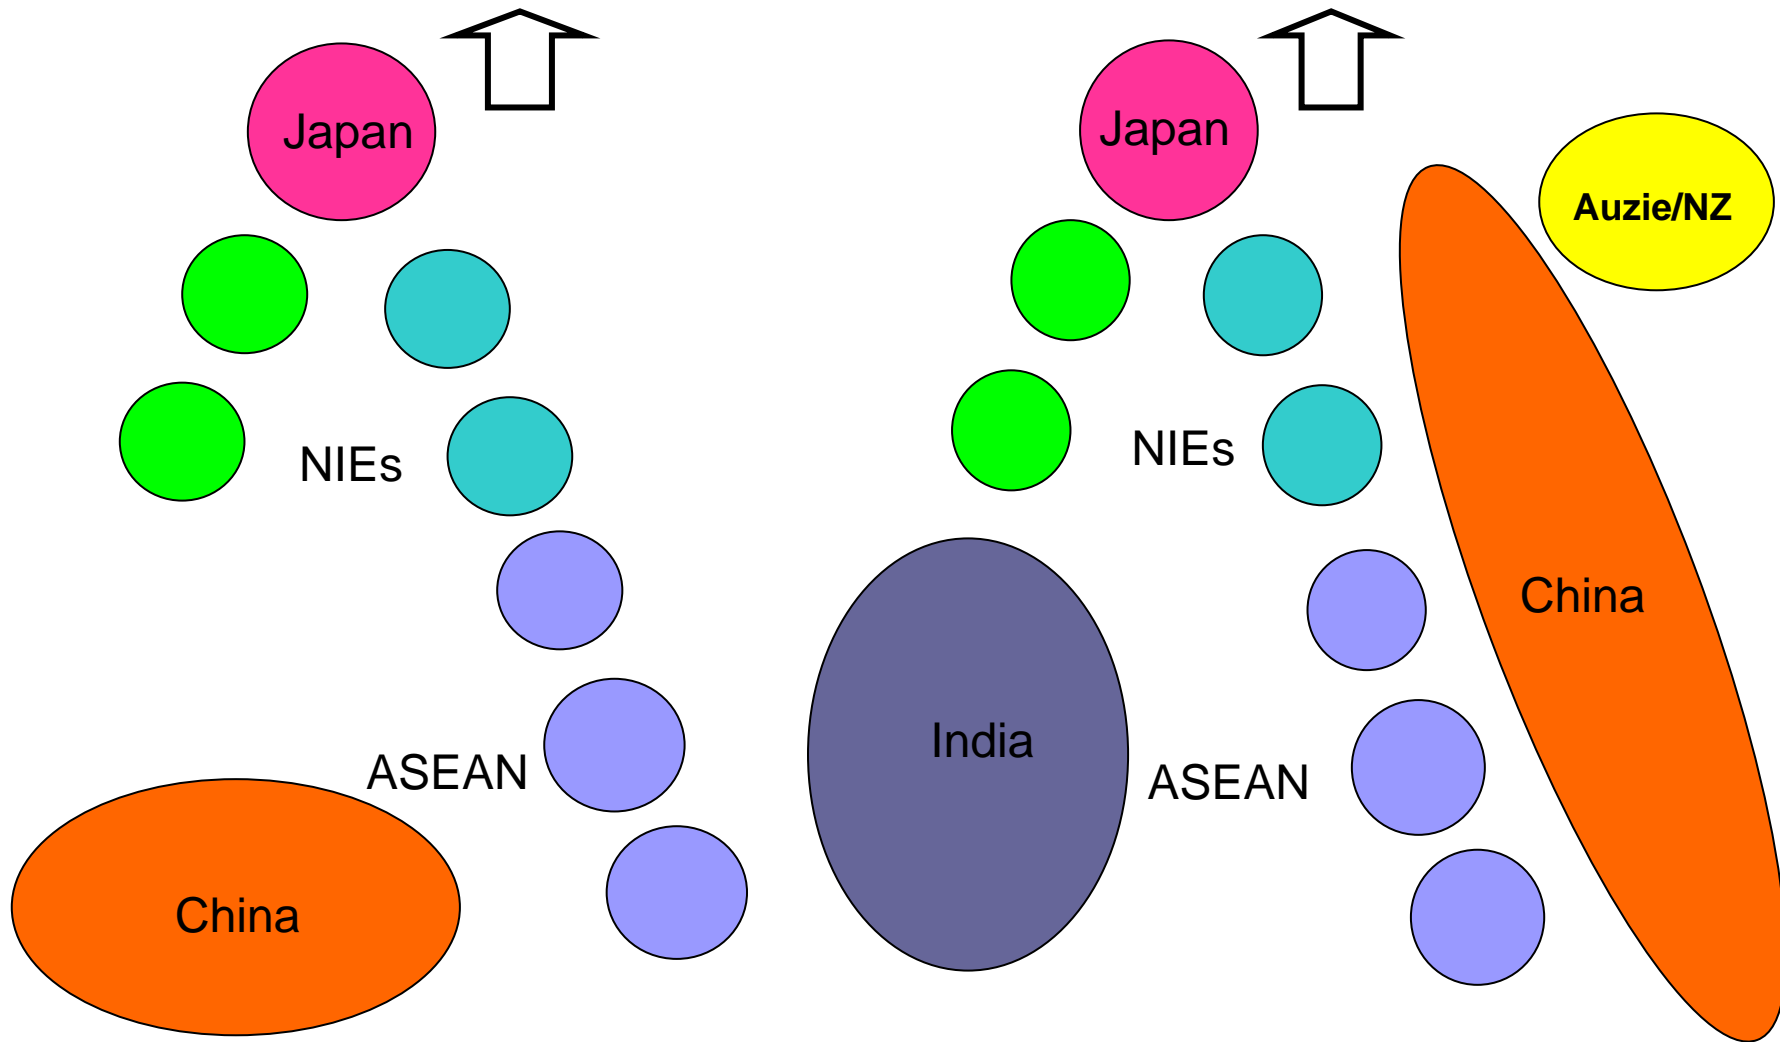 Japan
NIEs
ASEAN
China
Japan
Auzie/NZ
NIEs
China
India
ASEAN